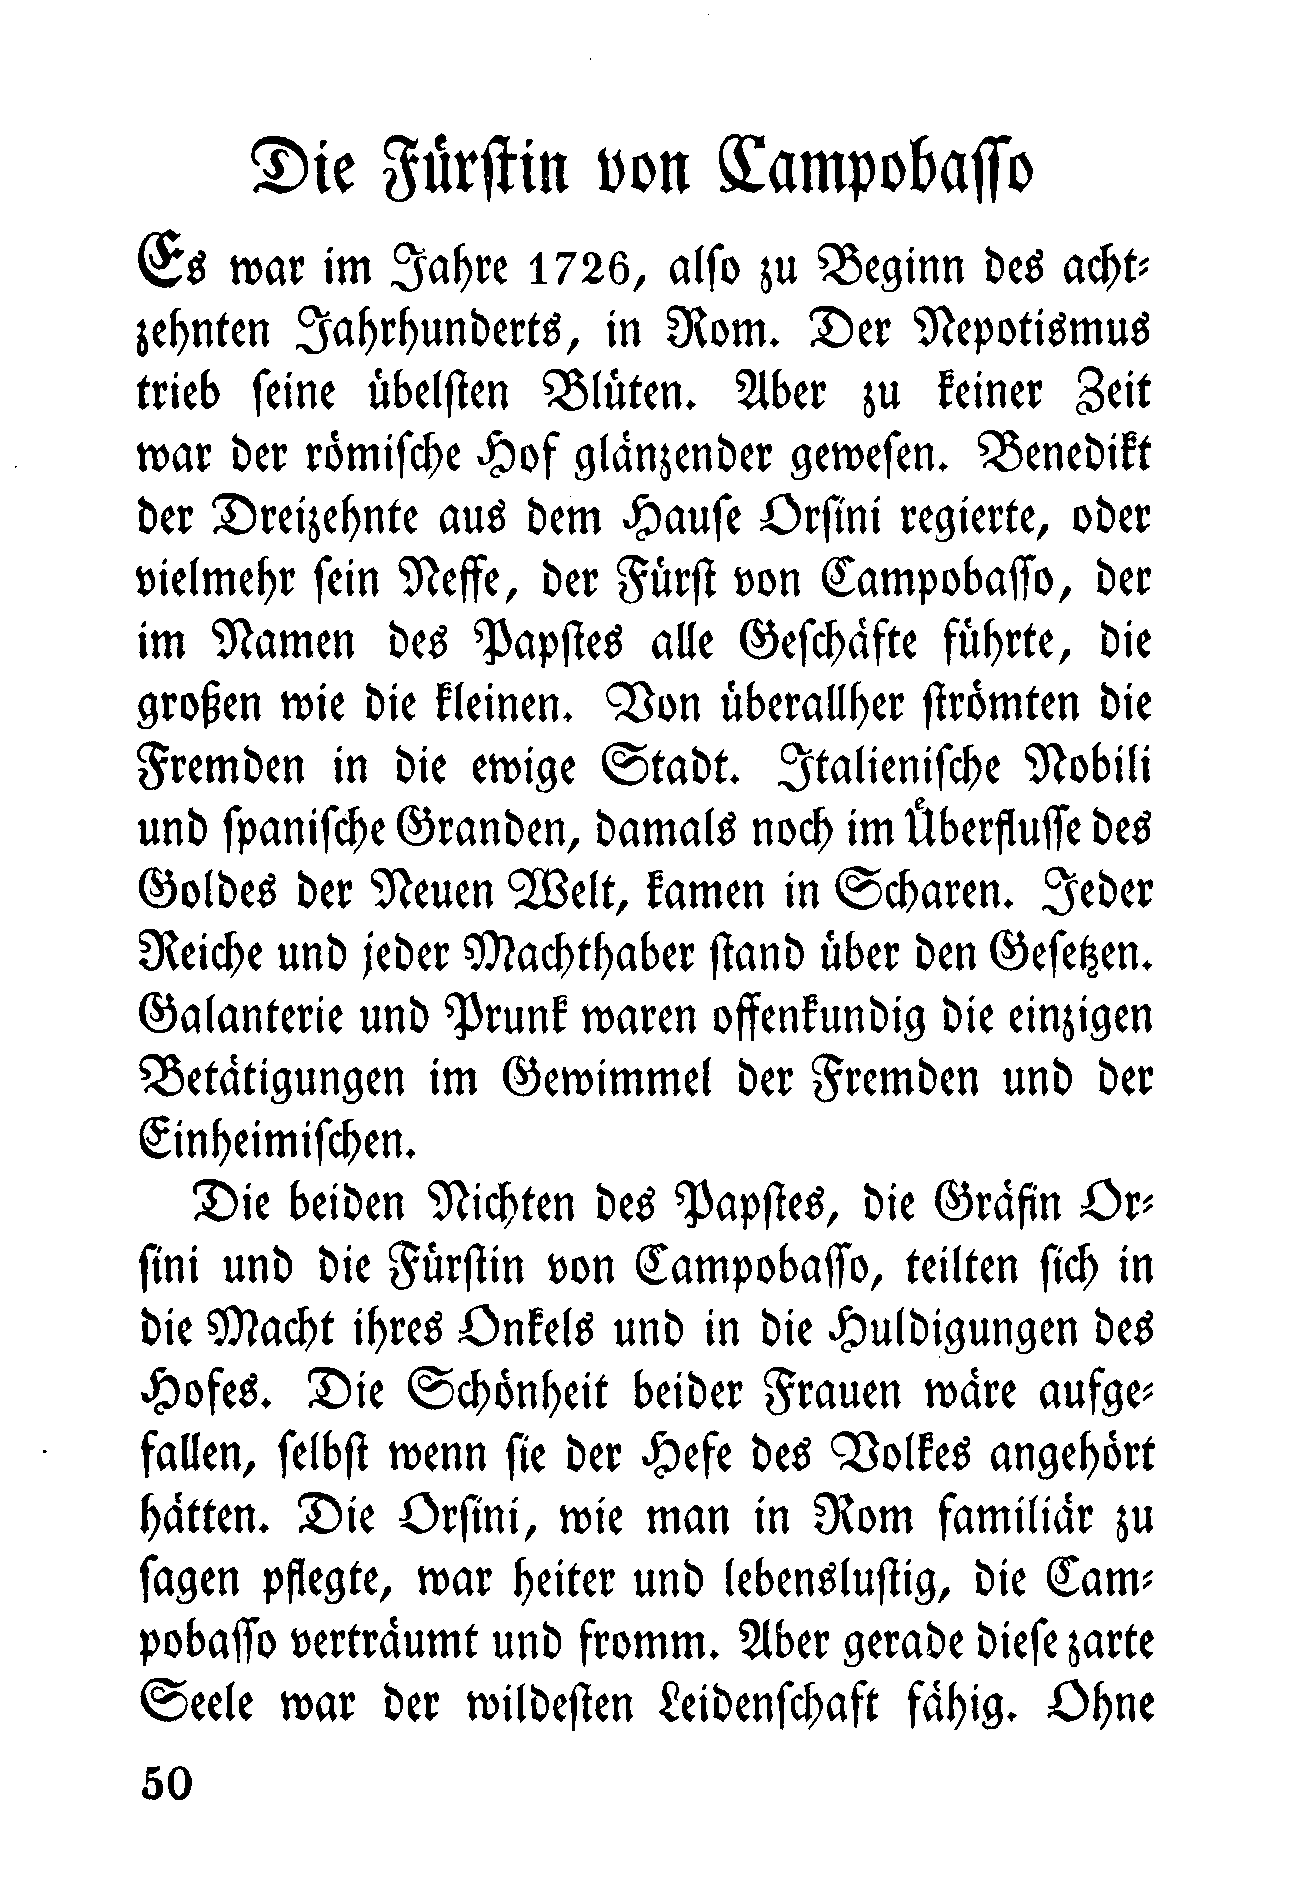 Die Fürſtin von Campobaſſo
Es war im Jahre 1726, alſo zu Beginn des acht⸗
zehnten Jahrhunderts, in Rom. Der Nepotismus
trieb ſeine übelſten Blüten. Aber zu keiner Zeit
war der römiſche Hof glänzender geweſen. Benedikt
der Dreizehnte aus dem Hauſe Orſini regierte, oder
vielmehr ſein Neffe, der Fürſt von Campobaſſo, der
im Namen des Papſtes alle Geſchäfte führte, die
großen wie die kleinen. Von überallher ſtrömten die
Fremden in die ewige Stadt. Italieniſche Nobili
und ſpaniſche Granden, damals noch im Überfluſſe des
Goldes der Neuen Welt, kamen in Scharen. Jeder
Reiche und jeder Machthaber ſtand über den Geſetzen.
Galanterie und Prunk waren offenkundig die einzigen
Betätigungen im Gewimmel der Fremden und der
Einheimiſchen.
Die beiden Nichten des Papſtes, die Gräfin Or⸗
ſini und die Fürſtin von Campobaſſo, teilten ſich in
die Macht ihres Onkels und in die Huldigungen des
Hofes. Die Schönheit beider Frauen wäre aufge⸗
fallen, ſelbſt wenn ſie der Hefe des Volkes angehört
hätten. Die Orſini, wie man in Rom familiär zu
ſagen pflegte, war heiter und lebensluſtig, die Cam⸗
pobaſſo verträumt und fromm. Aber gerade dieſe zarte
Seele war der wildeſten Leidenſchaft fähig. Ohne
50